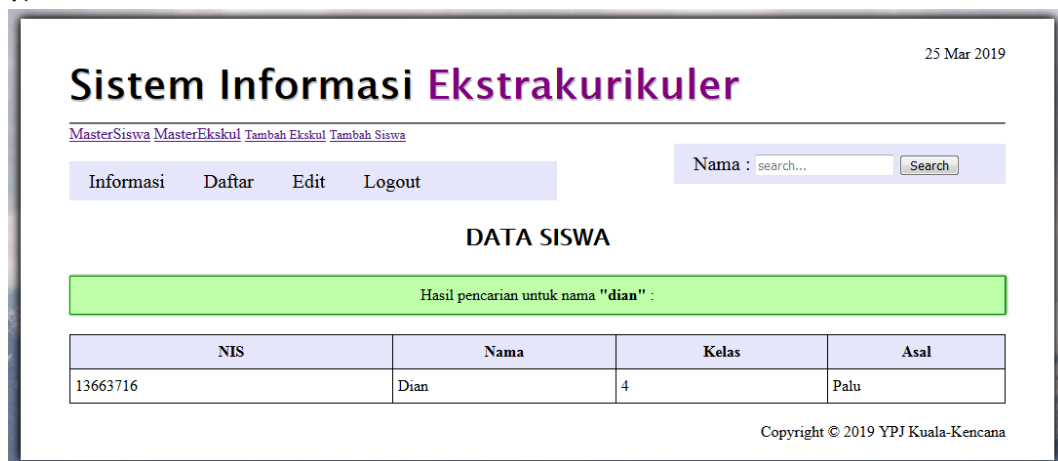 25 Mar 2019
Sistem Informasi Ekstrakurikuler
MasterSiswa MasterEkskul Tambah Ekskul Tambah Siswa
Nama : search... Search
Informasi Daftar Edit Logout
DATA SISWA
Hasil pencarian untuk nama "dian" :
NIS Nama Kelas Asal
13663716 Dian 4 Palu
Copyright © 2019 YPJ Kuala-Kencana